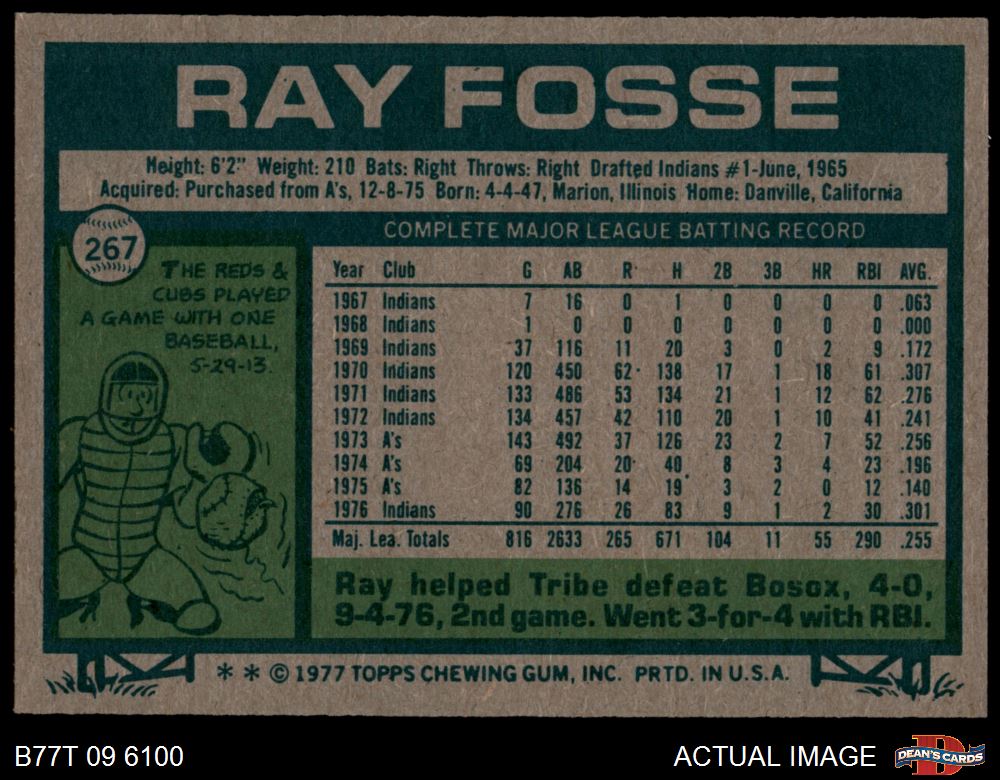 RAY FOSSE
Height: 6'2" Weight: 210 Bats: Right Throws: Right Drafted Indians #1-June, 1965
Acquired: Purchased from A's, 12-8-75 Born: 4-4-47, Marion, Illinois Home: Danville, California
267
THE REDS &
CUBS PLAYED
A GAME WITH ONE
BASEBALL,
5-29-13.
COMPLETE MAJOR LEAGUE BATTING RECORD
Year Club G AB R H 2B 3B HR RBI AVG.
1967 Indians 7 16 0 1 0 0 0 0 .063
1968 Indians 1 0 0 0 0 0 0 0 .000
1969 Indians 37 116 11 20 3 0 2 9 .172
1970 Indians 120 450 62 138 17 1 18 61 .307
1971 Indians 133 486 53 134 21 1 12 62 .276
1972 Indians 134 457 42 110 20 1 10 41 .241
1973 A's 143 492 37 126 23 2 7 52 .256
1974 A's 69 204 20 40 8 3 4 23 .196
1975 A's 82 136 14 19 3 2 0 12 .140
1976 Indians 90 276 26 83 9 1 2 30 .301
Maj. Lea. Totals 816 2633 265 671 104 11 55 290 .255
Ray helped Tribe defeat Bosox, 4-0,
9-4-76, 2nd game. Went 3-for-4 with RBI.
* * © 1977 TOPPS CHEWING GUM, INC. PRTD. IN U.S.A.
B77T 09 6100
ACTUAL IMAGE
D
DEAN'S CARDS